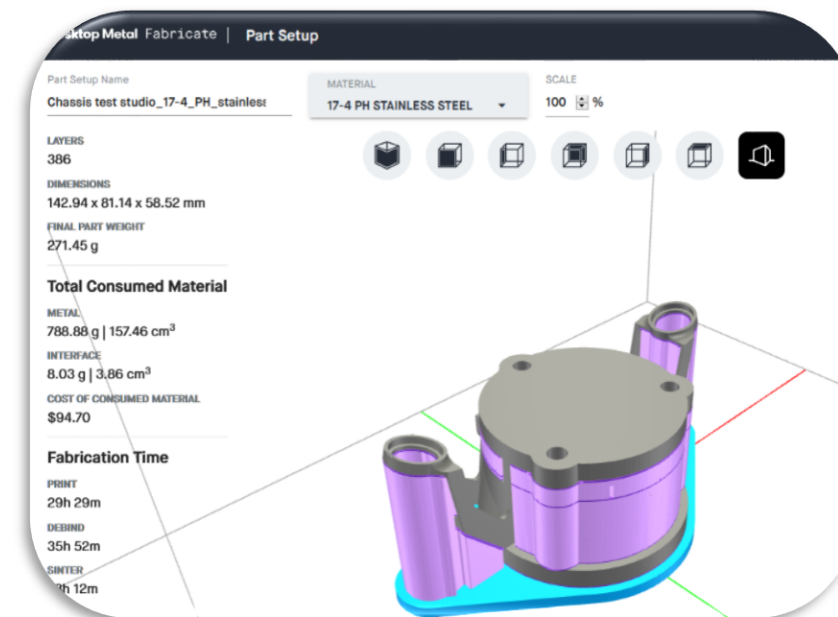 Metal Fabricate | Part Setup
Part Setup Name
Chassis test studio_17-4_PH_stainles
MATERIAL
17-4 PH STAINLESS STEEL
SCALE
100 %
LAYERS
386
DIMENSIONS
142.94 x 81.14 x 58.52 mm
FINAL PART WEIGHT
271.45 g
Total Consumed Material
METAL
788.88 g | 157.46 cm³
INTERFACE
8.03 g | 3.86 cm³
COST OF CONSUMED MATERIAL
$94.70
Fabrication Time
PRINT
29h 29m
DEBIND
35h 52m
SINTER
12m